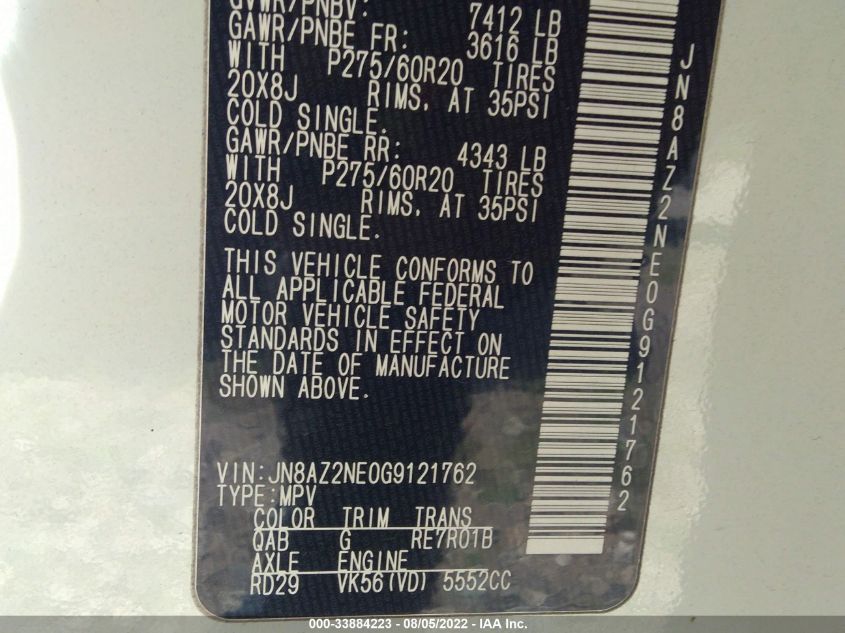 GVWR/PNBV: 7412 LB
GAWR/PNBE FR: 3616 LB
WITH P275/60R20 TIRES
20X8J RIMS, AT 35PSI
COLD SINGLE.
GAWR/PNBE RR: 4343 LB
WITH P275/60R20 TIRES
20X8J RIMS, AT 35PSI
COLD SINGLE.
THIS VEHICLE CONFORMS TO
ALL APPLICABLE FEDERAL
MOTOR VEHICLE SAFETY
STANDARDS IN EFFECT ON
THE DATE OF MANUFACTURE
SHOWN ABOVE.
VIN:JN8AZ2NE0G9121762
TYPE:MPV
COLOR TRIM TRANS
QAB G RE7R01B
AXLE ENGINE
RD29 VK56(VD) 5552CC
JN8AZ2NE0G9121762
000-33884223 - 08/05/2022 - IAA Inc.